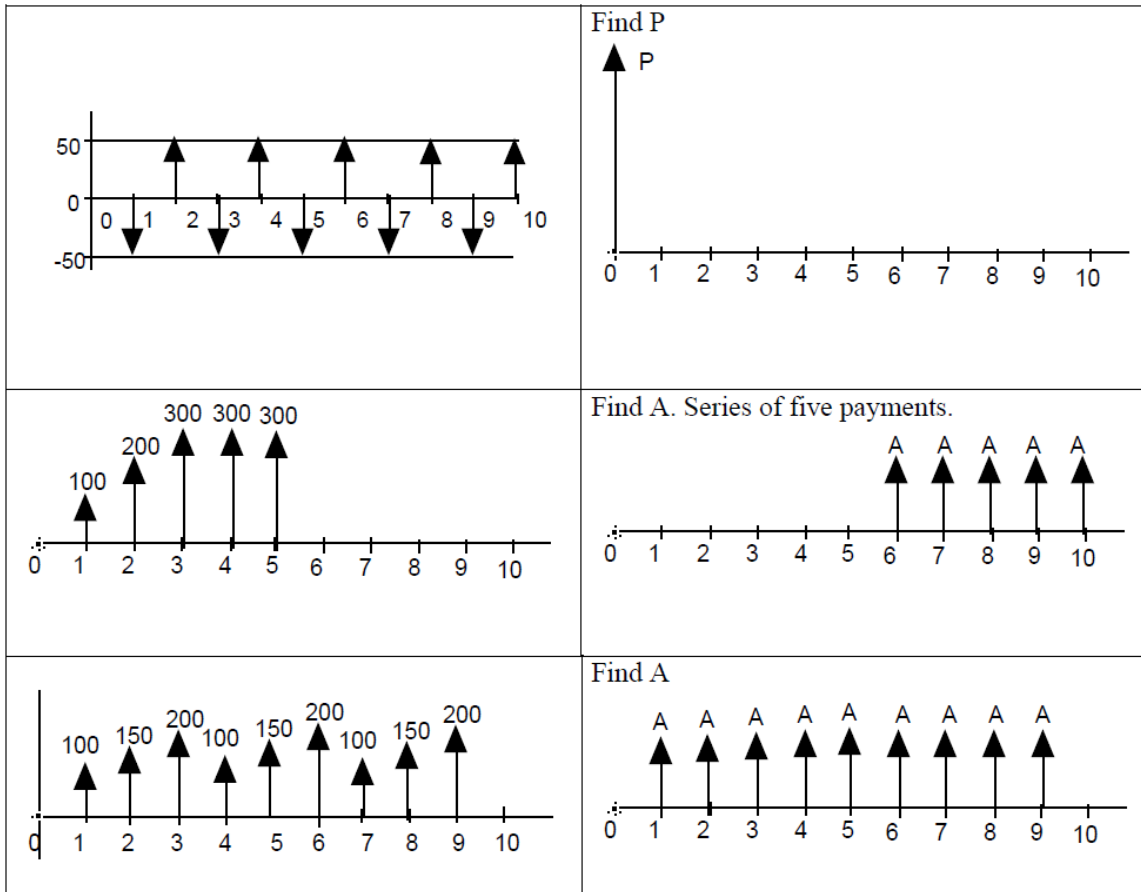 50
0
-50
0 1 2 3 4 5 6 7 8 9 10
Find P
P
0 1 2 3 4 5 6 7 8 9 10
300 300 300
200
100
0 1 2 3 4 5 6 7 8 9 10
Find A. Series of five payments.
A A A A A
0 1 2 3 4 5 6 7 8 9 10
100 150 200 100 150 200 100 150 200
0 1 2 3 4 5 6 7 8 9 10
Find A
A A A A A A A A A
0 1 2 3 4 5 6 7 8 9 10